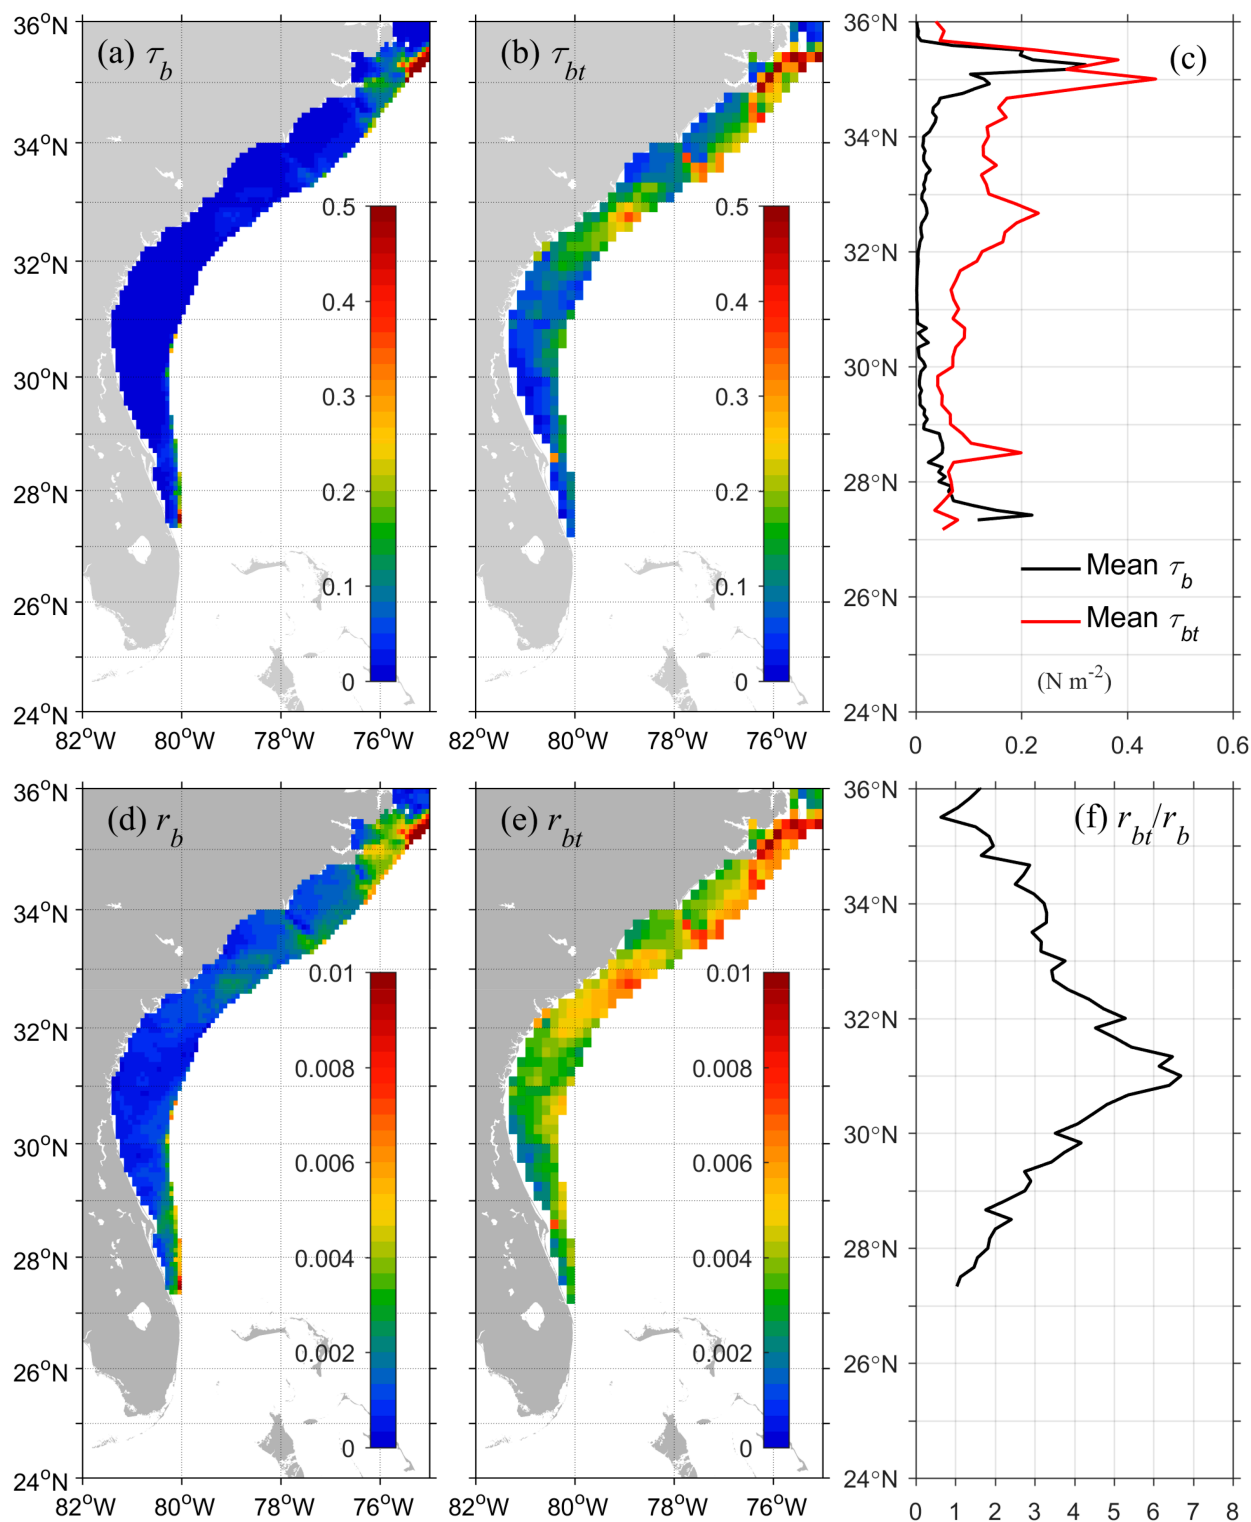 (a) τb
36°N
34°N
32°N
30°N
28°N
26°N
24°N
82°W 80°W 78°W 76°W
0.5
0.4
0.3
0.2
0.1
0
(b) τbt
82°W 80°W 78°W 76°W
0.5
0.4
0.3
0.2
0.1
0
(c)
36°N
34°N
32°N
30°N
28°N
26°N
24°N
Mean τb
Mean τbt
(N m-2)
0 0.2 0.4 0.6
(d) rb
36°N
34°N
32°N
30°N
28°N
26°N
24°N
82°W 80°W 78°W 76°W
0.01
0.008
0.006
0.004
0.002
0
(e) rbt
82°W 80°W 78°W 76°W
0.01
0.008
0.006
0.004
0.002
0
(f) rbt/rb
36°N
34°N
32°N
30°N
28°N
26°N
24°N
0 1 2 3 4 5 6 7 8